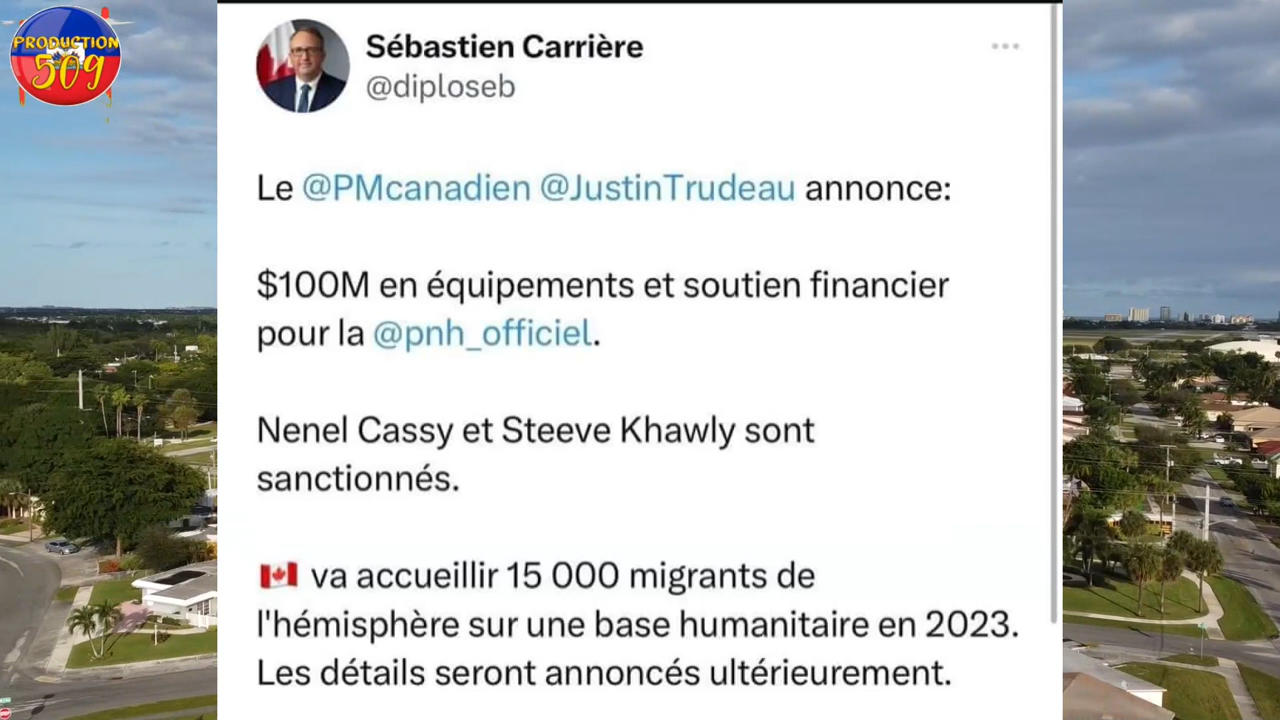 PRODUCTION
509
Sébastien Carrière
@diploseb
Le @PMcanadien @JustinTrudeau annonce:
$100M en équipements et soutien financier
pour la @pnh_officiel.
Nenel Cassy et Steeve Khawly sont
sanctionnés.
va accueillir 15 000 migrants de
l'hémisphère sur une base humanitaire en 2023.
Les détails seront annoncés ultérieurement.